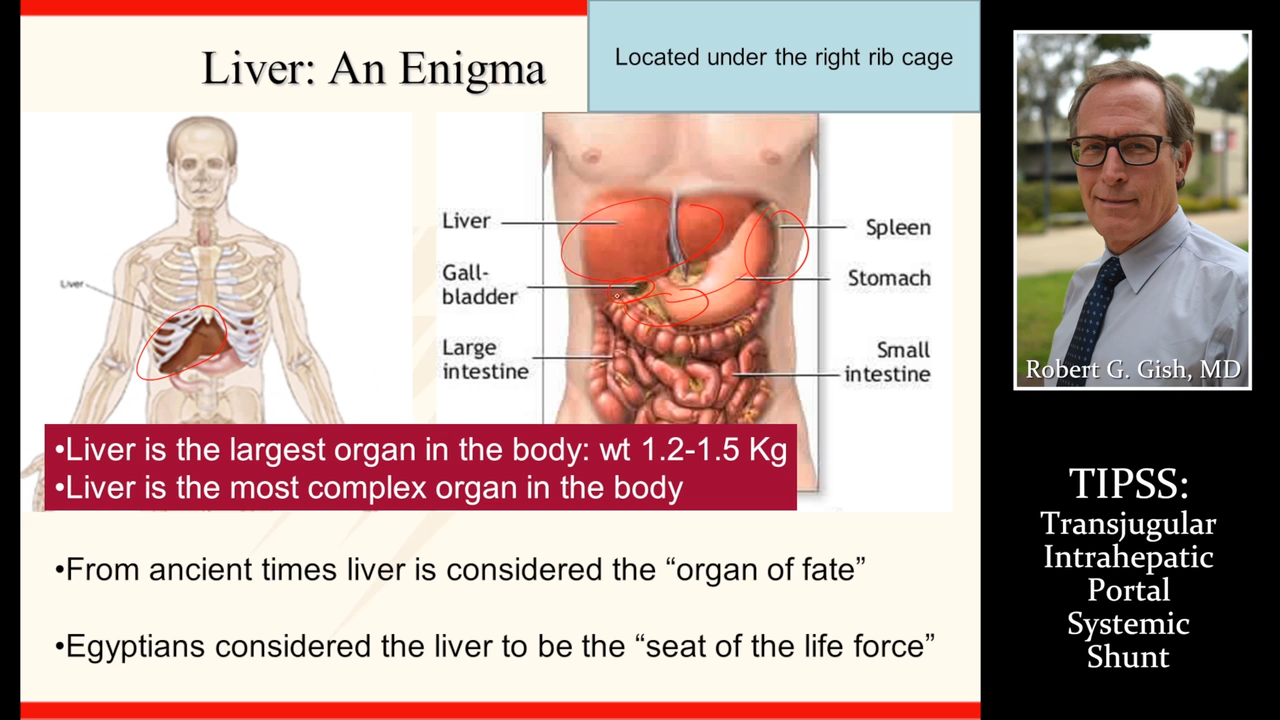 Liver: An Enigma
Located under the right rib cage
Liver
Liver
Gall-
bladder
Large
intestine
Spleen
Stomach
Small
intestine
•Liver is the largest organ in the body: wt 1.2-1.5 Kg
•Liver is the most complex organ in the body
•From ancient times liver is considered the “organ of fate”
•Egyptians considered the liver to be the “seat of the life force”
Robert G. Gish, MD
TIPSS:
Transjugular
Intrahepatic
Portal
Systemic
Shunt